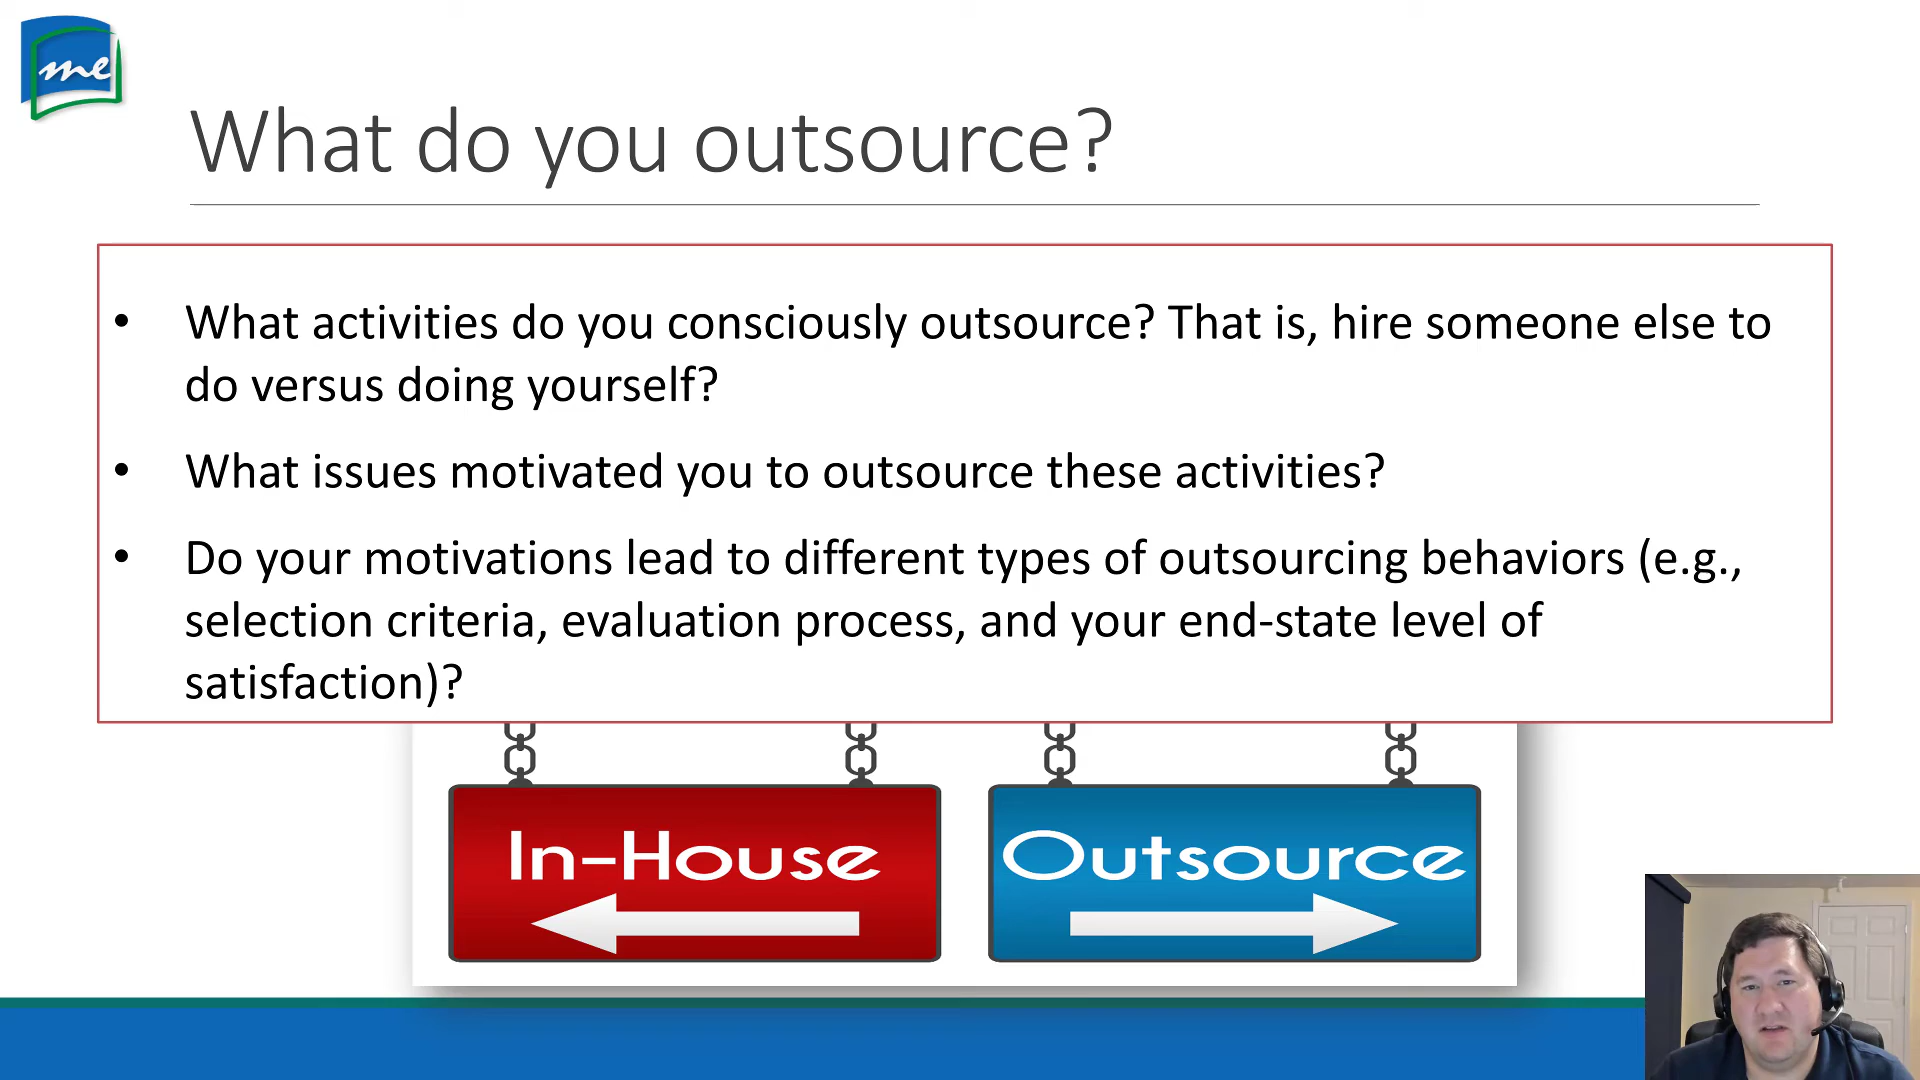 me
What do you outsource?
• What activities do you consciously outsource? That is, hire someone else to
do versus doing yourself?
• What issues motivated you to outsource these activities?
• Do your motivations lead to different types of outsourcing behaviors (e.g.,
selection criteria, evaluation process, and your end-state level of
satisfaction)?
In-House
Outsource